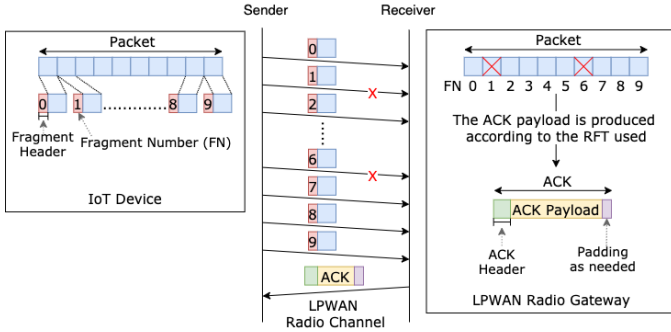 Sender
Receiver
Packet
0
1
8
9
Fragment
Header
Fragment Number (FN)
IoT Device
0
1
X
2
6
X
7
8
9
ACK
LPWAN
Radio Channel
Packet
FN 0 1 2 3 4 5 6 7 8 9
The ACK payload is produced
according to the RFT used
ACK
ACK Payload
ACK
Header
Padding
as needed
LPWAN Radio Gateway